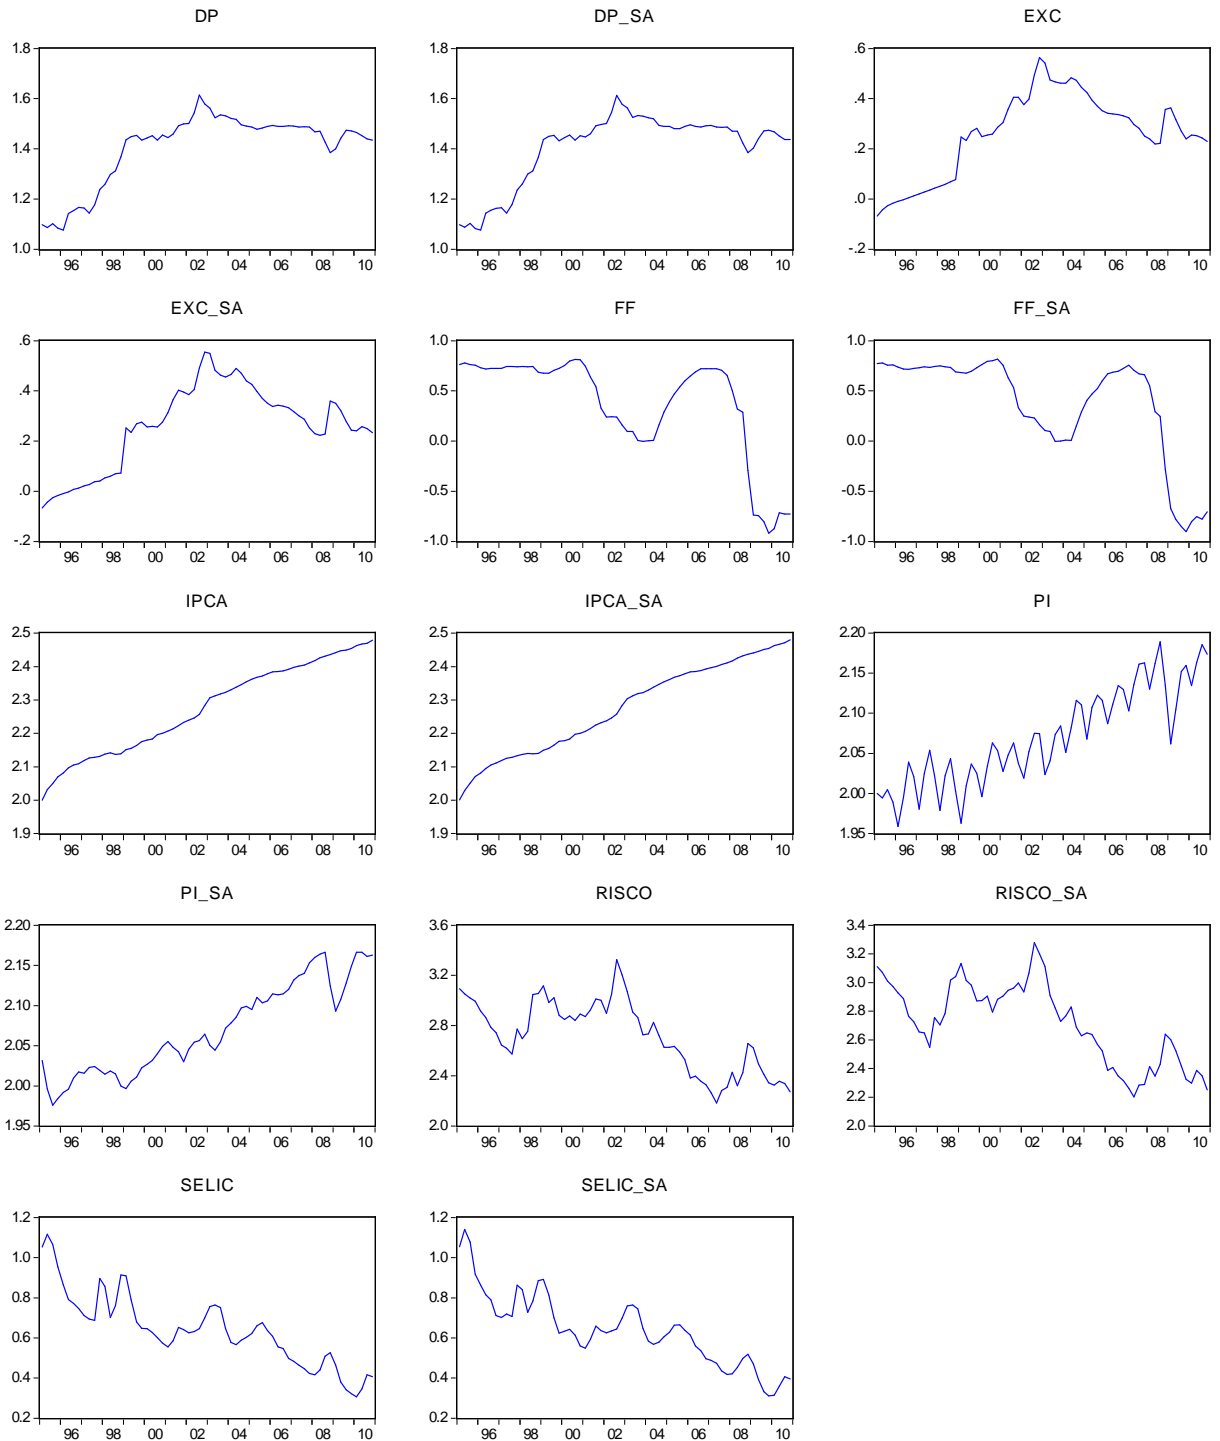 DP DP_SA EXC
1.8 1.8 .6
1.6 1.6 .4
1.4 1.4 .2
1.2 1.2 .0
1.0 1.0 -.2
96 98 00 02 04 06 08 10 96 98 00 02 04 06 08 10 96 98 00 02 04 06 08 10
EXC_SA FF FF_SA
.6 1.0 1.0
.4 0.5 0.5
.2 0.0 0.0
.0 -0.5 -0.5
-.2 -1.0 -1.0
96 98 00 02 04 06 08 10 96 98 00 02 04 06 08 10 96 98 00 02 04 06 08 10
IPCA IPCA_SA PI
2.5 2.5 2.20
2.4 2.4 2.15
2.3 2.3 2.10
2.2 2.2 2.05
2.1 2.1 2.00
1.9 1.9 1.95
2.0 2.0
96 98 00 02 04 06 08 10 96 98 00 02 04 06 08 10 96 98 00 02 04 06 08 10
PI_SA RISCO RISCO_SA
2.20 3.6 3.4
2.15 3.2 3.2
2.10 2.8 3.0
2.05 2.4 2.8
2.00 2.0 2.6
1.95 2.4
2.2
2.0
96 98 00 02 04 06 08 10 96 98 00 02 04 06 08 10 96 98 00 02 04 06 08 10
SELIC SELIC_SA
1.2 1.2
1.0 1.0
0.8 0.8
0.6 0.6
0.4 0.4
0.2 0.2
96 98 00 02 04 06 08 10 96 98 00 02 04 06 08 10